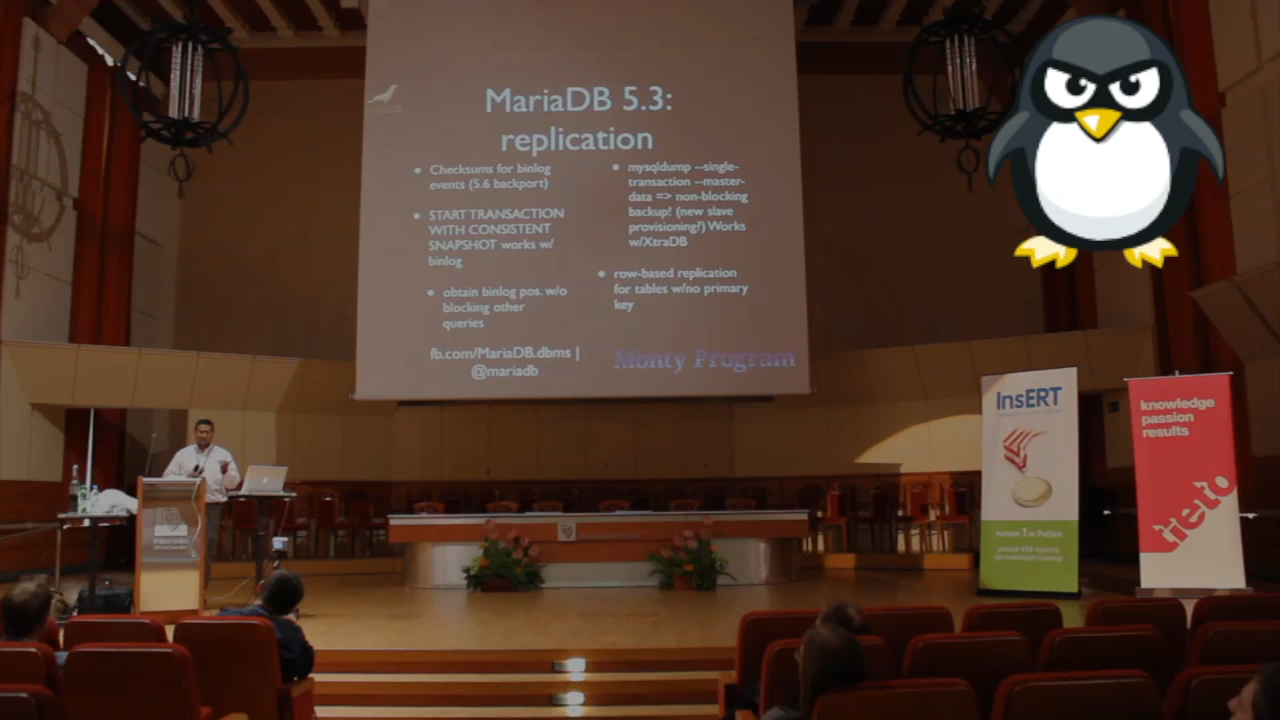 MariaDB 5.3:
replication
Checksums for binlog
events (5.6 backport)
START TRANSACTION
WITH CONSISTENT
SNAPSHOT works w/
binlog
obtain binlog pos. w/o
blocking other
queries
mysqldump --single-
transaction --master-
data => non-blocking
backup! (new slave
provisioning?) Works
w/XtraDB
row-based replication
for tables w/no primary
key
fb.com/MariaDB.dbms |
@mariadb
Monty Program
InsERT
numer 1 w Polsce
knowledge
passion
results
tieto